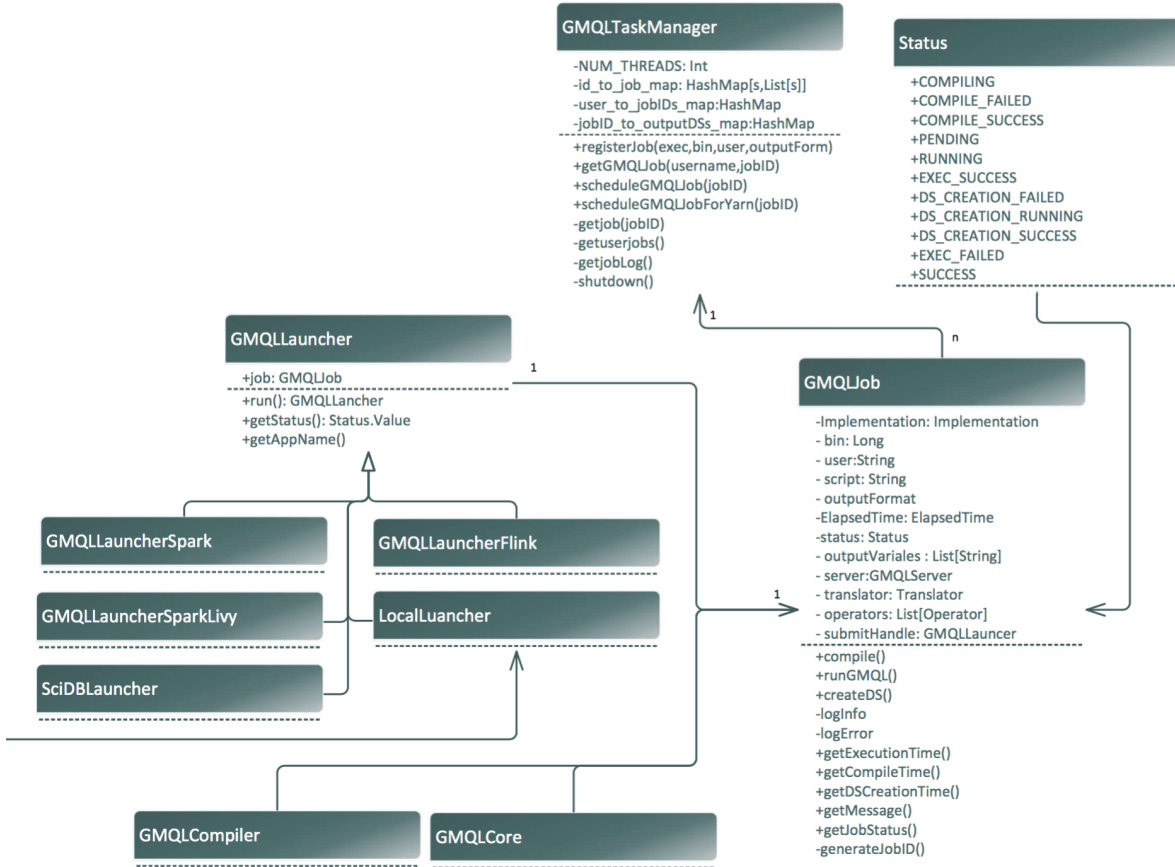 GMQLTaskManager
-NUM_THREADS: Int
-id_to_job_map: HashMap[s,List[s]]
-user_to_jobIDs_map:HashMap
-jobID_to_outputDSs_map:HashMap
+registerJob(exec,bin,user,outputForm)
+getGMQLJob(username,jobID)
+scheduleGMQLJob(jobID)
+scheduleGMQLJobForYarn(jobID)
-getjob(jobID)
-getuserjobs()
-getjobLog()
-shutdown()
Status
+COMPILING
+COMPILE_FAILED
+COMPILE_SUCCESS
+PENDING
+RUNNING
+EXEC_SUCCESS
+DS_CREATION_FAILED
+DS_CREATION_RUNNING
+DS_CREATION_SUCCESS
+EXEC_FAILED
+SUCCESS
1
n
GMQLLauncher
+job: GMQLJob
+run(): GMQLLancher
+getStatus(): Status.Value
+getAppName()
1
GMQLJob
-Implementation: Implementation
- bin: Long
- user:String
- script: String
- outputFormat
-ElapsedTime: ElapsedTime
-status: Status
- outputVariales : List[String]
- server:GMQLServer
- translator: Translator
- operators: List[Operator]
- submitHandle: GMQLLauncer
+compile()
+runGMQL()
+createDS()
-logInfo
-logError
+getExecutionTime()
+getCompileTime()
+getDSCreationTime()
+getMessage()
+getJobStatus()
-generateJobID()
1
GMQLLauncherSpark
GMQLLauncherFlink
GMQLLauncherSparkLivy
LocalLuancher
SciDBLauncher
GMQLCompiler
GMQLCore